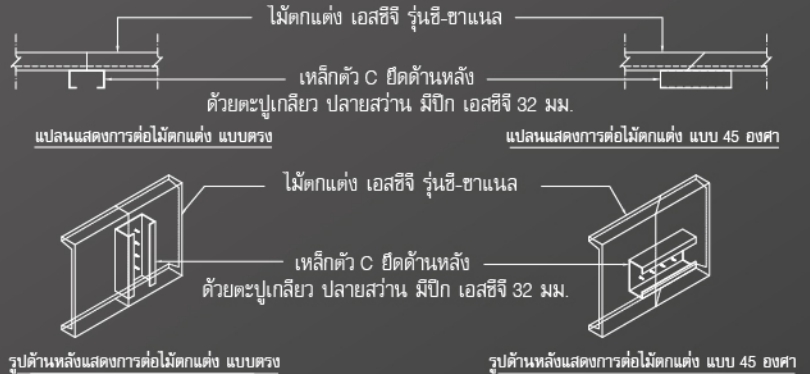 ไม้ตกแต่ง เอสซีจี รุ่นซี-ชาแนล
เหล็กตัว C ยึดด้านหลัง
ด้วยตะปูเกลียว ปลายสว่าน มีปีก เอสซีจี 32 มม.
แปลนแสดงการต่อไม้ตกแต่ง แบบตรง
แปลนแสดงการต่อไม้ตกแต่ง แบบ 45 องศา
ไม้ตกแต่ง เอสซีจี รุ่นซี-ชาแนล
เหล็กตัว C ยึดด้านหลัง
ด้วยตะปูเกลียว ปลายสว่าน มีปีก เอสซีจี 32 มม.
รูปด้านหลังแสดงการต่อไม้ตกแต่ง แบบตรง
รูปด้านหลังแสดงการต่อไม้ตกแต่ง แบบ 45 องศา